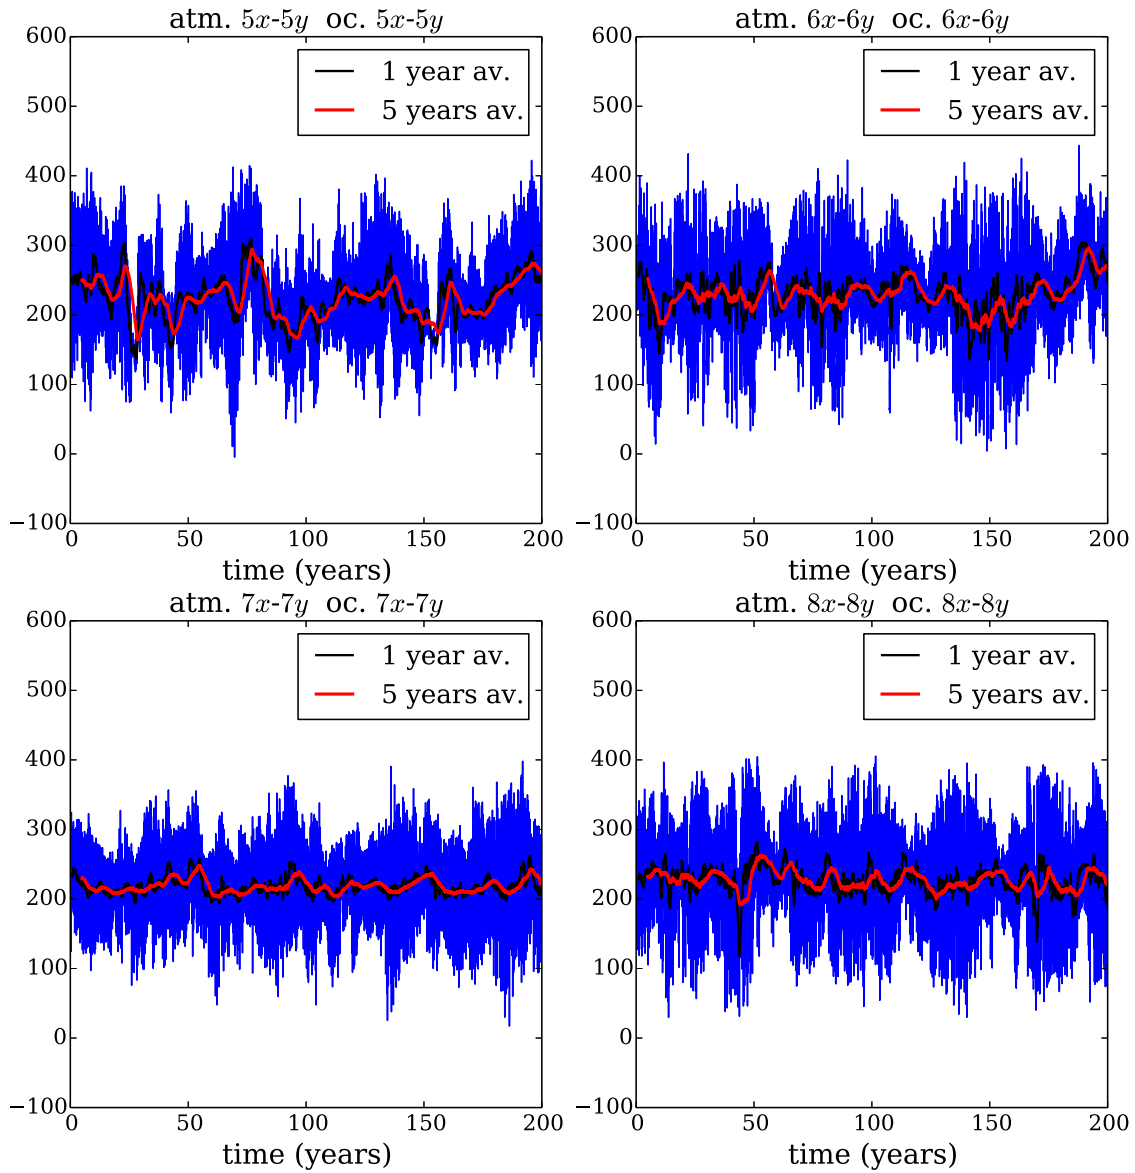 atm. 5x-5y oc. 5x-5y
600
500
400
300
200
100
0
−100
1 year av.
5 years av.
0 50 100 150 200
time (years)
atm. 6x-6y oc. 6x-6y
600
500
400
300
200
100
0
−100
1 year av.
5 years av.
0 50 100 150 200
time (years)
atm. 7x-7y oc. 7x-7y
600
500
400
300
200
100
0
−100
1 year av.
5 years av.
0 50 100 150 200
time (years)
atm. 8x-8y oc. 8x-8y
600
500
400
300
200
100
0
−100
1 year av.
5 years av.
0 50 100 150 200
time (years)